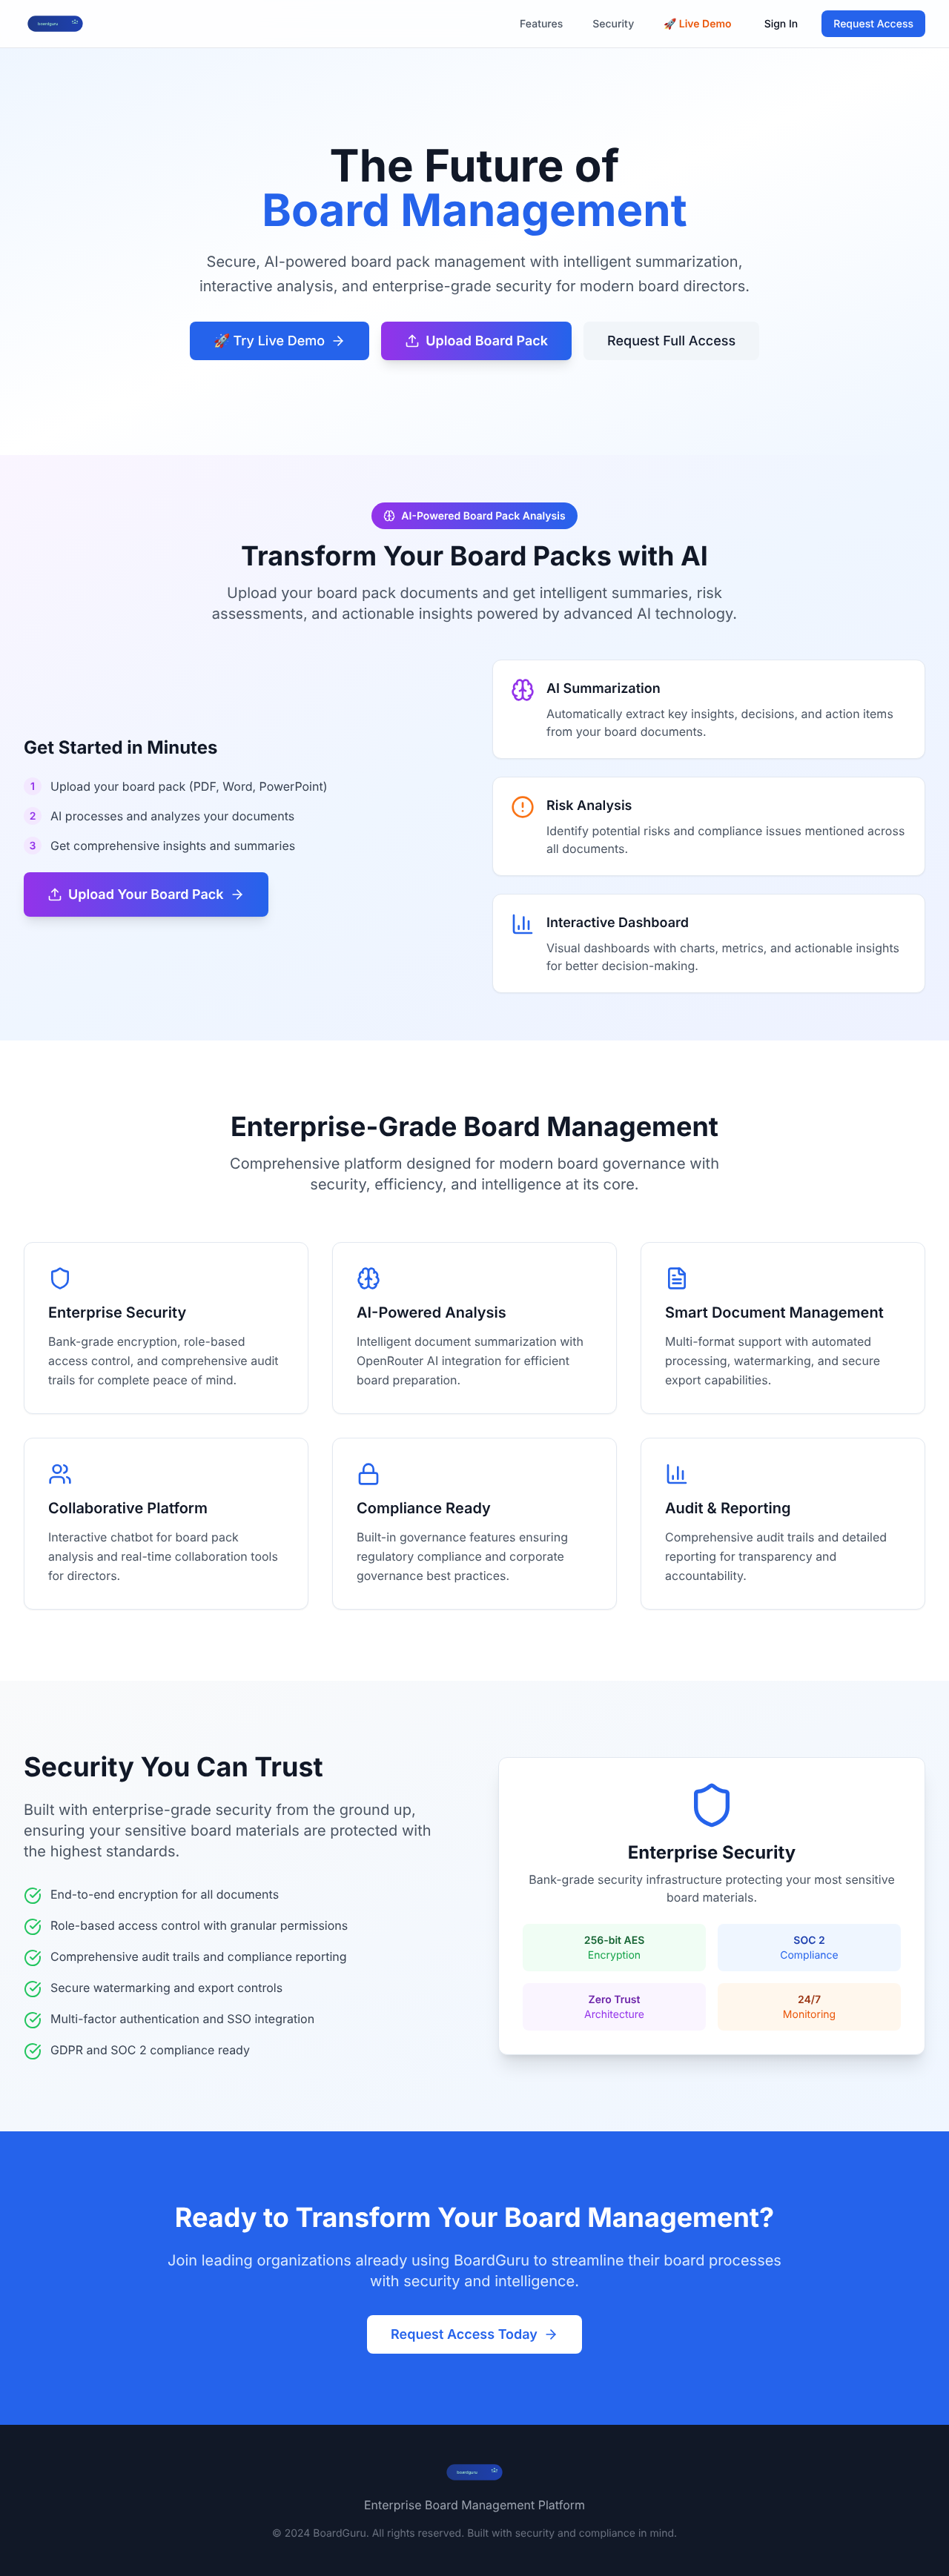 boardguru
Features
Security
🚀 Live Demo
Sign In
Request Access
The Future of
Board Management
Secure, AI-powered board pack management with intelligent summarization,
interactive analysis, and enterprise-grade security for modern board directors.
🚀 Try Live Demo →
Upload Board Pack
Request Full Access
AI-Powered Board Pack Analysis
Transform Your Board Packs with AI
Upload your board pack documents and get intelligent summaries, risk
assessments, and actionable insights powered by advanced AI technology.
Get Started in Minutes
1 Upload your board pack (PDF, Word, PowerPoint)
2 AI processes and analyzes your documents
3 Get comprehensive insights and summaries
Upload Your Board Pack →
AI Summarization
Automatically extract key insights, decisions, and action items
from your board documents.
Risk Analysis
Identify potential risks and compliance issues mentioned across
all documents.
Interactive Dashboard
Visual dashboards with charts, metrics, and actionable insights
for better decision-making.
Enterprise-Grade Board Management
Comprehensive platform designed for modern board governance with
security, efficiency, and intelligence at its core.
Enterprise Security
Bank-grade encryption, role-based
access control, and comprehensive audit
trails for complete peace of mind.
AI-Powered Analysis
Intelligent document summarization with
OpenRouter AI integration for efficient
board preparation.
Smart Document Management
Multi-format support with automated
processing, watermarking, and secure
export capabilities.
Collaborative Platform
Interactive chatbot for board pack
analysis and real-time collaboration tools
for directors.
Compliance Ready
Built-in governance features ensuring
regulatory compliance and corporate
governance best practices.
Audit & Reporting
Comprehensive audit trails and detailed
reporting for transparency and
accountability.
Security You Can Trust
Built with enterprise-grade security from the ground up,
ensuring your sensitive board materials are protected with
the highest standards.
End-to-end encryption for all documents
Role-based access control with granular permissions
Comprehensive audit trails and compliance reporting
Secure watermarking and export controls
Multi-factor authentication and SSO integration
GDPR and SOC 2 compliance ready
Enterprise Security
Bank-grade security infrastructure protecting your most sensitive
board materials.
256-bit AES
Encryption
SOC 2
Compliance
Zero Trust
Architecture
24/7
Monitoring
Ready to Transform Your Board Management?
Join leading organizations already using BoardGuru to streamline their board processes
with security and intelligence.
Request Access Today →
boardguru
Enterprise Board Management Platform
© 2024 BoardGuru. All rights reserved. Built with security and compliance in mind.